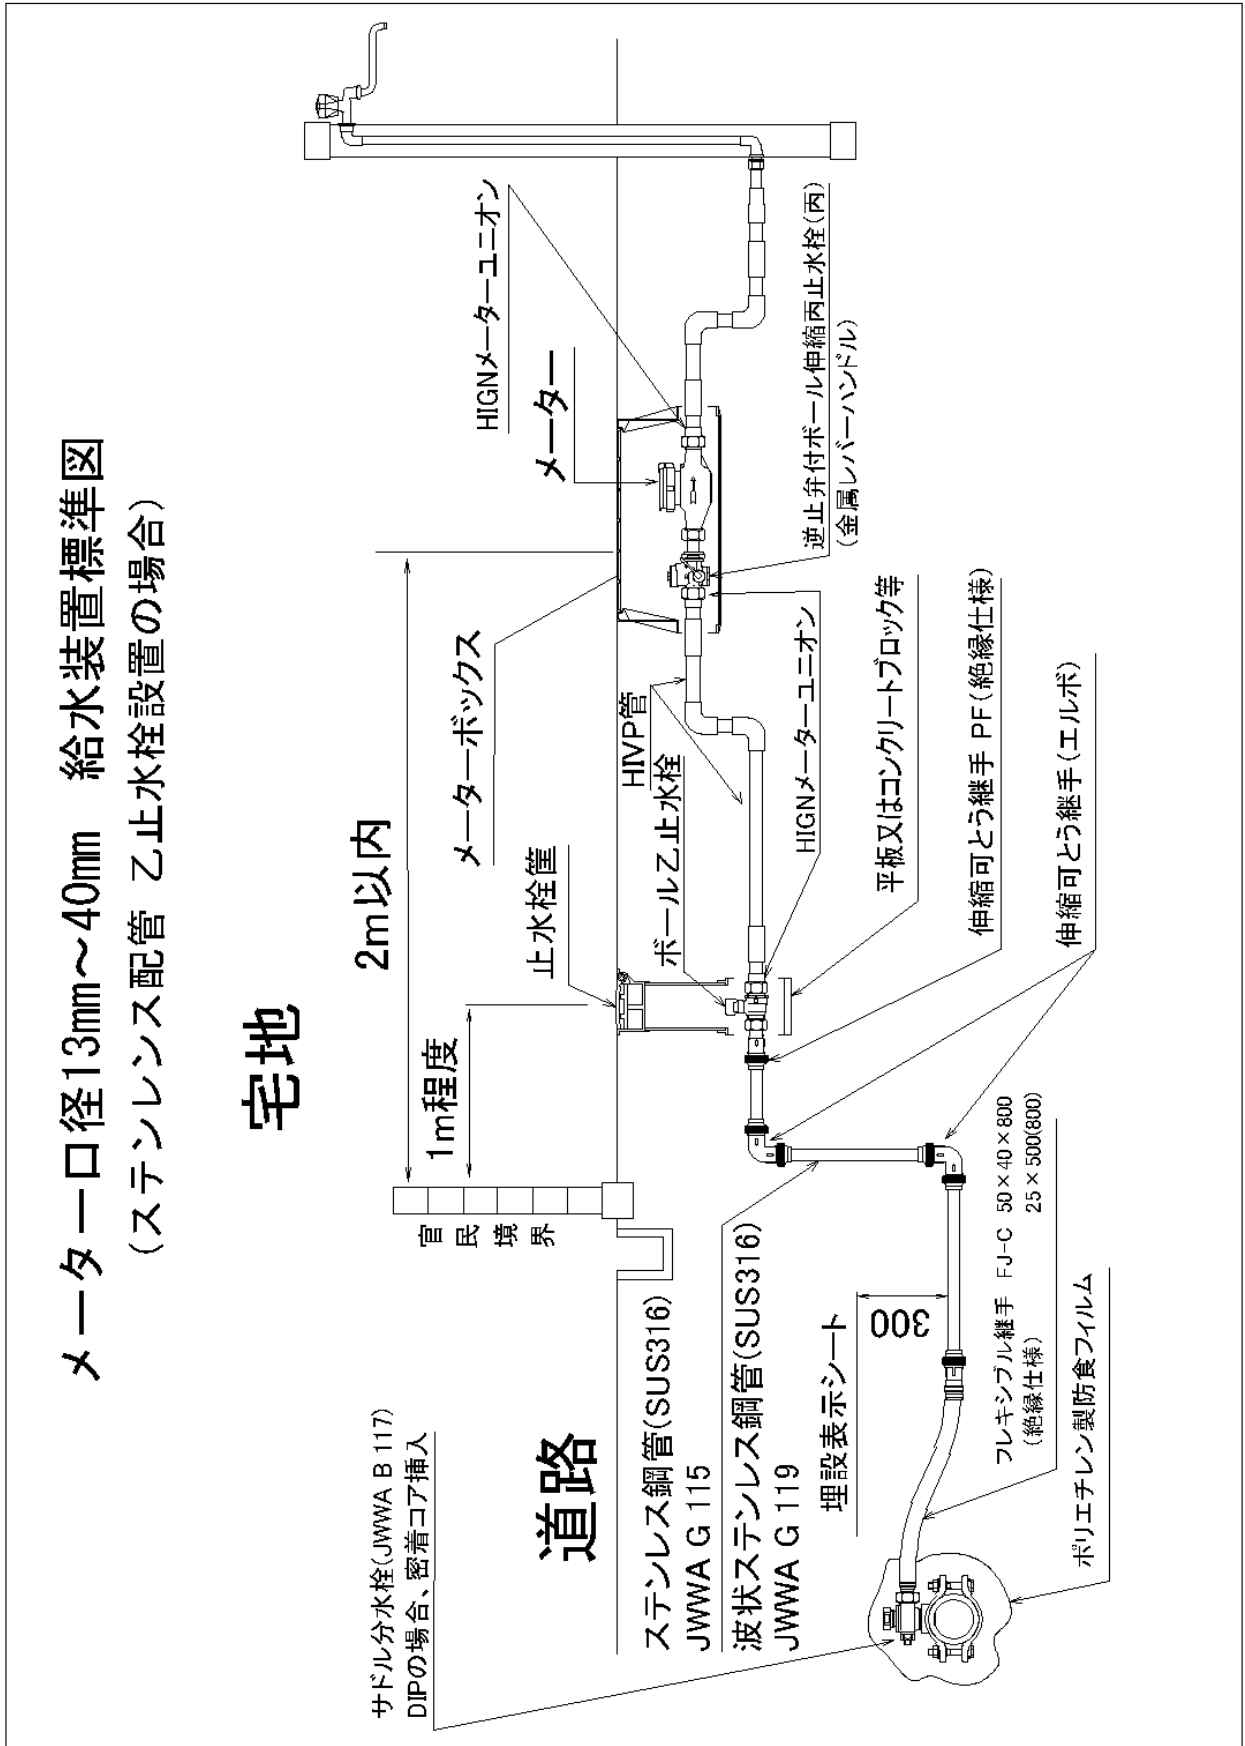 メーター口径13mm～40mm　給水装置標準図
（ステンレンス配管 乙止水栓設置の場合）
宅地
2m以内
1m程度
官
民
境
界
道路
サドル分水栓(JWWA B 117)
DIPの場合、密着コア挿入
止水栓筐
メーターボックス
メーター
HIGNメーターユニオン
ステンレス鋼管(SUS316)
JWWA G 115
波状ステンレス鋼管(SUS316)
JWWA G 119
ボール乙止水栓
HIVP管
埋設表示シート
300
HIGNメーターユニオン
逆止弁付ボール伸縮丙止水栓(丙)
(金属レバーハンドル)
平板又はコンクリートブロック等
伸縮可とう継手 PF(絶縁仕様)
伸縮可とう継手(エルボ)
フレキシブル継手 FJ-C 50×40×800
25×500(800)
(絶縁仕様)
ポリエチレン製防食フィルム